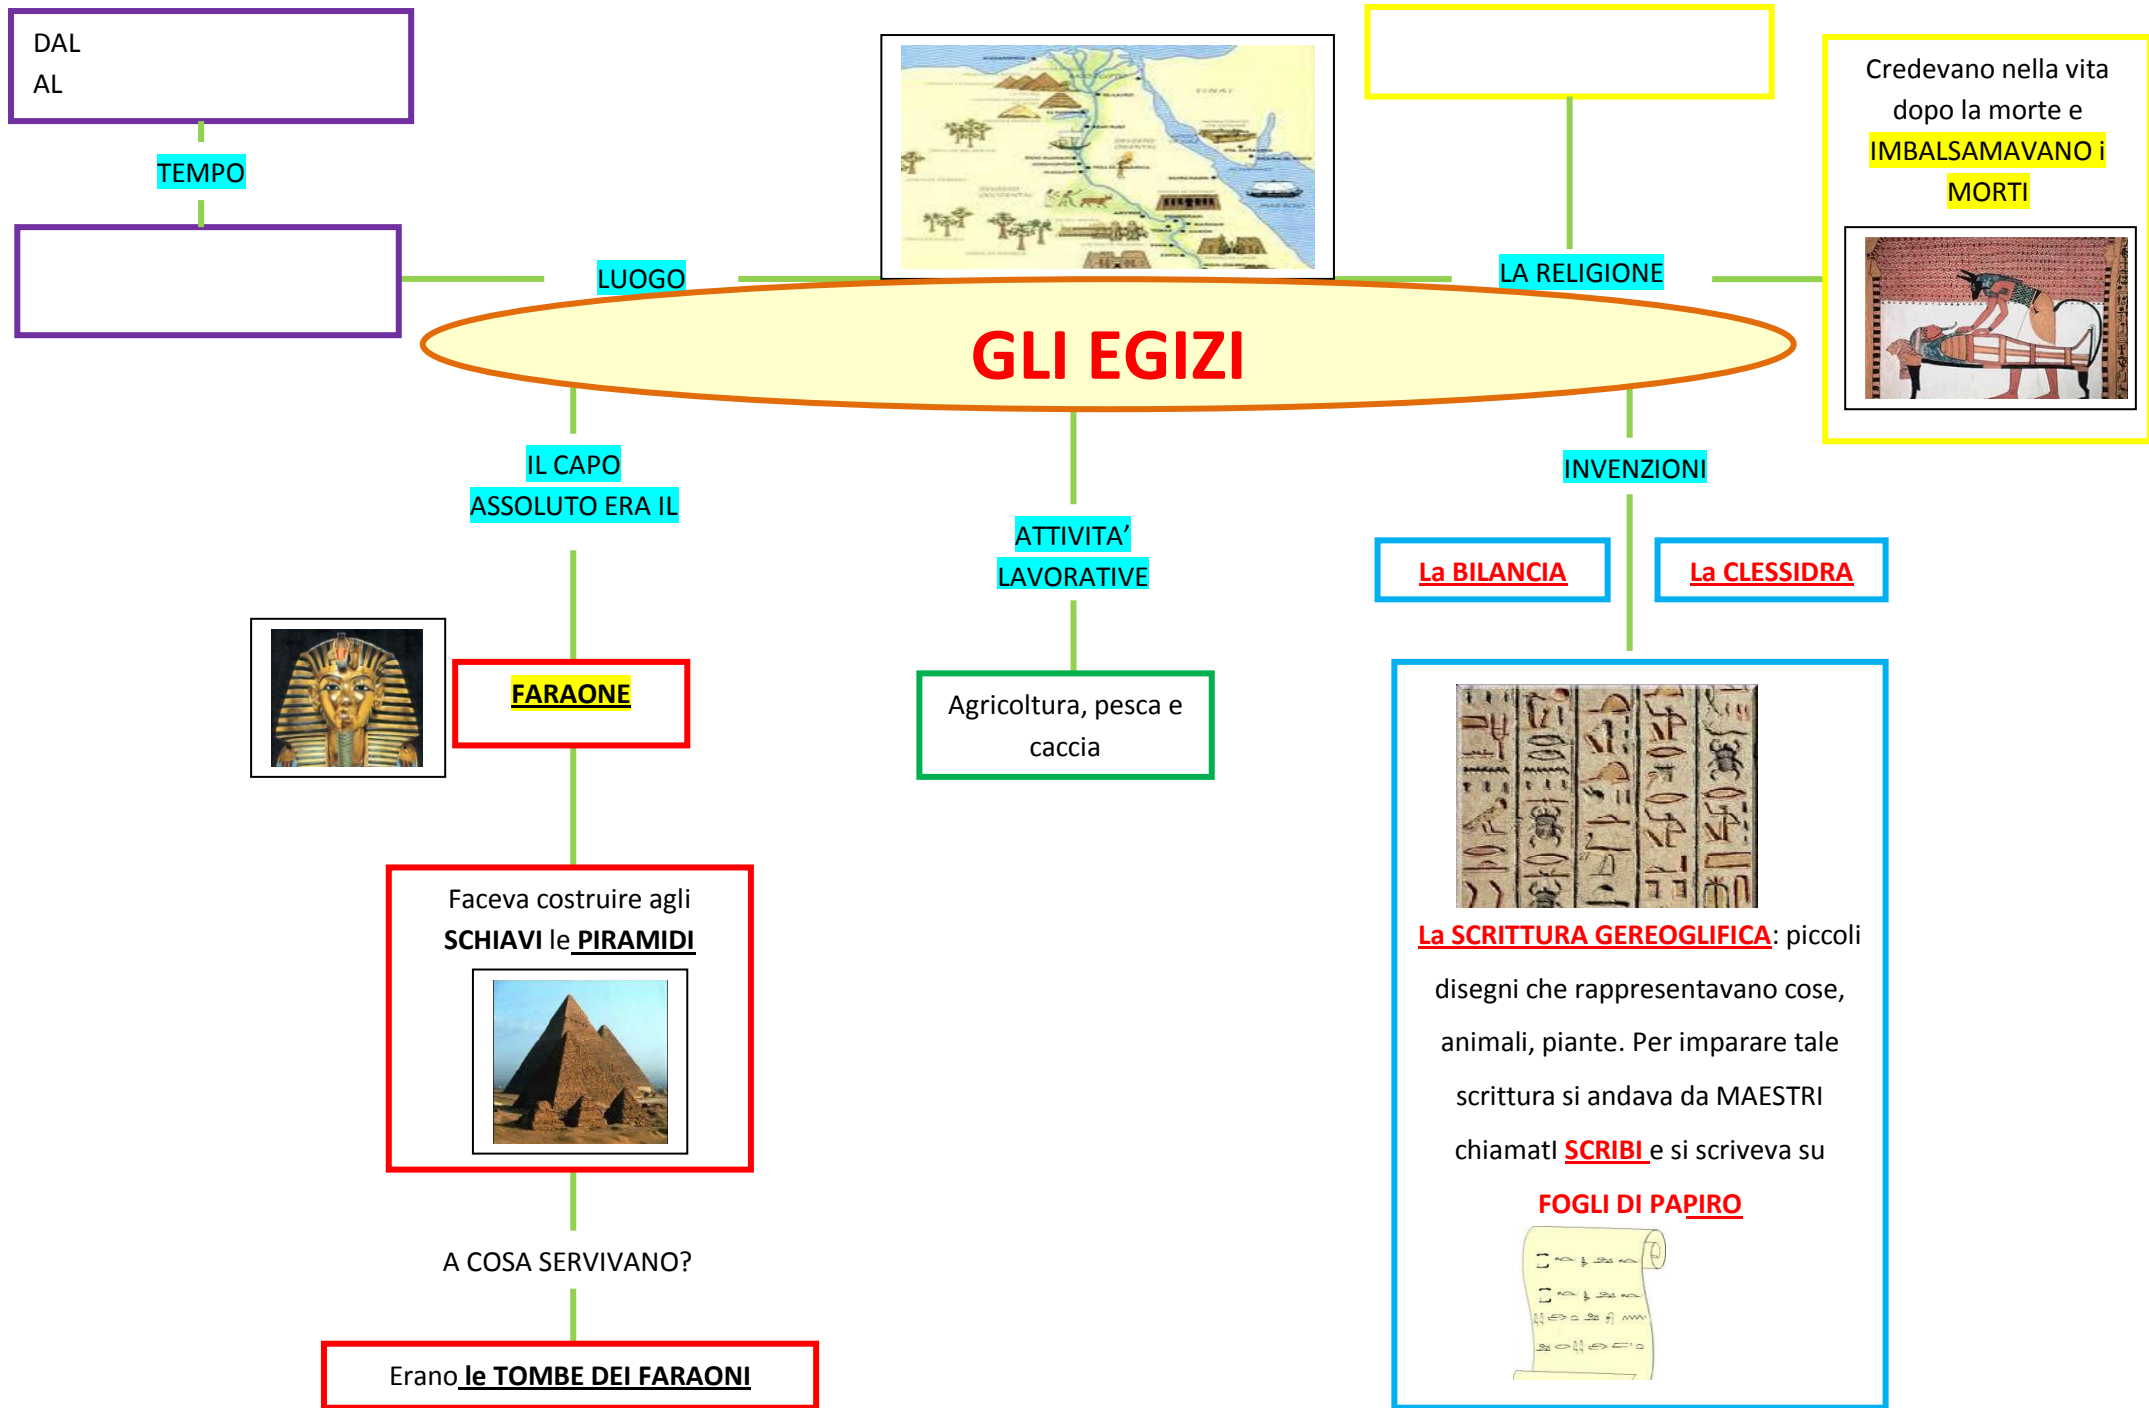 DAL
AL
TEMPO
LUOGO
LA RELIGIONE
Credevano nella vita
dopo la morte e
IMBALSAMAVANO i
MORTI
GLI EGIZI
IL CAPO
ASSOLUTO ERA IL
FARAONE
Faceva costruire agli
SCHIAVI le PIRAMIDI
A COSA SERVIVANO?
Erano le TOMBE DEI FARAONI
ATTIVITA’
LAVORATIVE
Agricoltura, pesca e
caccia
INVENZIONI
La BILANCIA
La CLESSIDRA
La SCRITTURA GEREOGLIFICA: piccoli
disegni che rappresentavano cose,
animali, piante. Per imparare tale
scrittura si andava da MAESTRI
chiamatI SCRIBI e si scriveva su
FOGLI DI PAPIRO